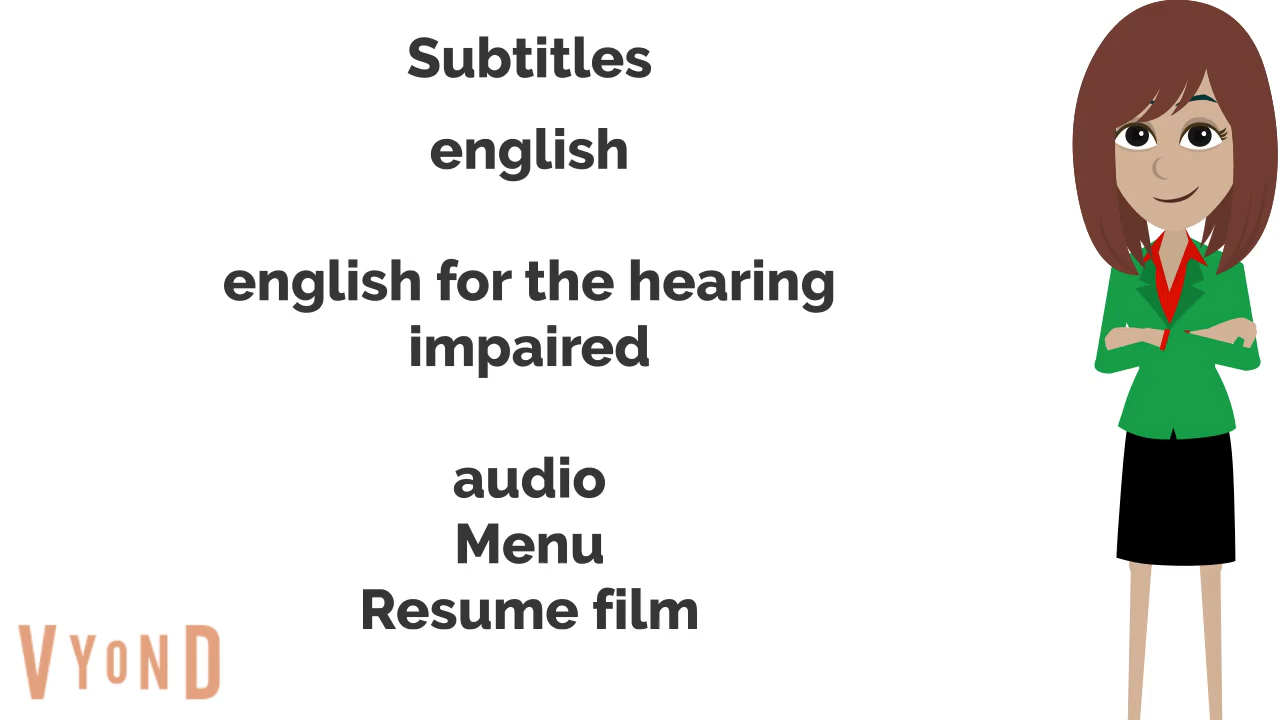 Subtitles
english
english for the hearing
impaired
audio
Menu
Resume film
VYOND